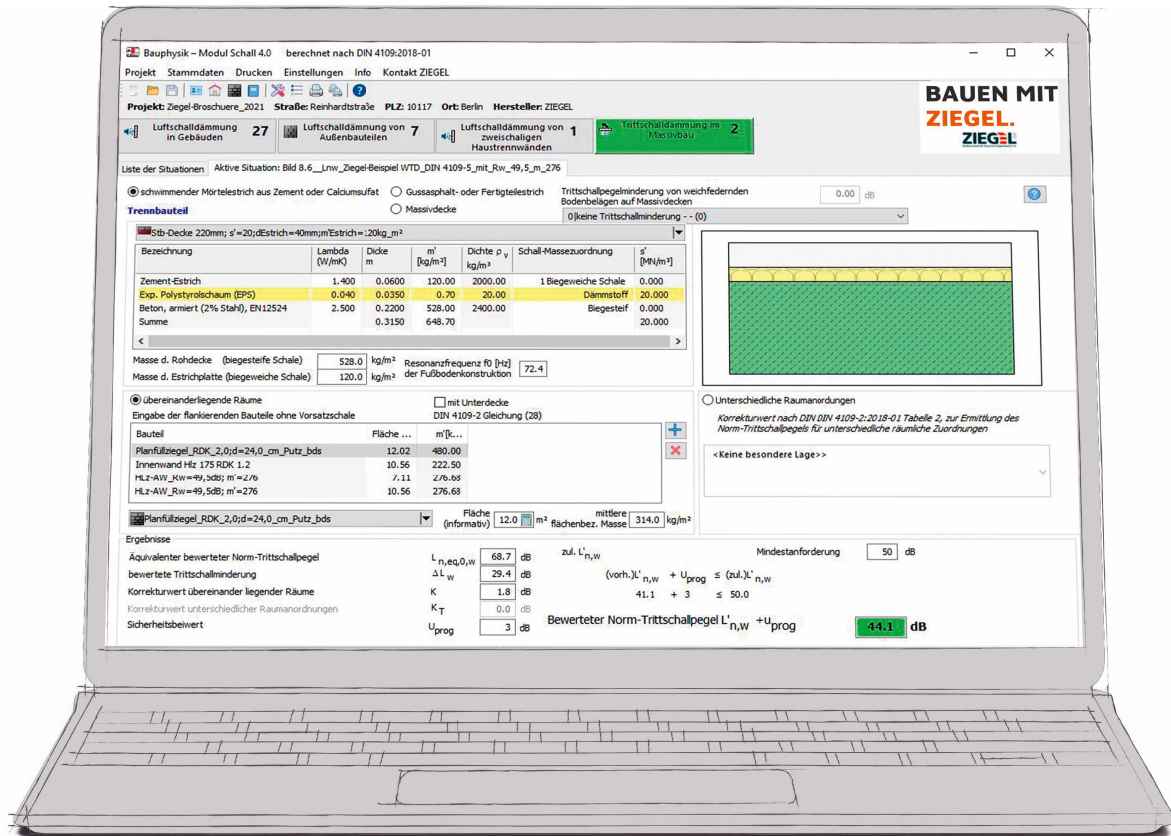 Bauphysik – Modul Schall 4.0 berechnet nach DIN 4109:2018-01
Projekt Stammdaten Drucken Einstellungen Info Kontakt ZIEGEL
Projekt: Ziegel-Broschuere_2021 Straße: Reinhardtstraße PLZ: 10117 Ort: Berlin Hersteller: ZIEGEL
BAUEN MIT
ZIEGEL.
ZIEGEL
Luftschalldämmung in Gebäuden 27
Luftschalldämmung von Außenbauteilen 7
Luftschalldämmung von zweischaligen Haustrennwänden 1
Trittschalldämmung im Massivbau 2
Liste der Situationen Aktive Situation: Bild 8.6__Lnw_Ziegel-Beispiel WTD_DIN 4109-5_mit_Rw_49,5_m_276
schwimmender Mörtelestrich aus Zement oder Calciumsulfat Gussasphalt- oder Fertigteilestrich
Massivdecke
Trittschallpegelminderung von weichfedernden
Bodenbelägen auf Massivdecken 0.00 dB
0|keine Trittschallminderung - - (0)
Trennbauteil
Stb-Decke 220mm; s'=20;dEstrich=40mm;m'Estrich=120kg_m²
Bezeichnung Lambda (W/mK) Dicke m m' [kg/m²] Dichte ρ v kg/m³ Schall-Massezuordnung s' [MN/m³]
Zement-Estrich 1.400 0.0600 120.00 2000.00 1 Biegeweiche Schale 0.000
Exp. Polystyrolschaum (EPS) 0.040 0.0350 0.70 20.00 Dämmstoff 20.000
Beton, armiert (2% Stahl), EN12524 2.500 0.2200 528.00 2400.00 Biegesteif 0.000
Summe 0.3150 648.70 20.000
Masse d. Rohdecke (biegesteife Schale) 528.0 kg/m²
Masse d. Estrichplatte (biegeweiche Schale) 120.0 kg/m²
Resonanzfrequenz f0 [Hz]
der Fußbodenkonstruktion 72.4
übereinanderliegende Räume mit Unterdecke
Eingabe der flankierenden Bauteile ohne Vorsatzschale DIN 4109-2 Gleichung (28)
Bauteil Fläche ... m'[k...
Planfüllziegel_RDK_2,0;d=24,0_cm_Putz_bds 12.02 480.00
Innenwand Hlz 175 RDK 1.2 10.56 222.50
HLz-AW_Rw=49,5dB; m'=276 7.11 276.68
HLz-AW_Rw=49,5dB; m'=276 10.56 276.68
Planfüllziegel_RDK_2,0;d=24,0_cm_Putz_bds
Fläche (informativ) 12.0 m² mittlere flächenbez. Masse 314.0 kg/m²
Unterschiedliche Raumanordungen
Korrekturwert nach DIN DIN 4109-2:2018-01 Tabelle 2, zur Ermittlung des
Norm-Trittschallpegels für unterschiedliche räumliche Zuordnungen
<Keine besondere Lage>>
Ergebnisse
Äquivalenter bewerteter Norm-Trittschallpegel L n,eq,0,w 68.7 dB
bewertete Trittschallminderung Δ L w 29.4 dB
Korrekturwert übereinander liegender Räume K 1.8 dB
Korrekturwert unterschiedlicher Raumanordnungen K T 0.0 dB
Sicherheitsbeiwert U prog 3 dB
zul. L' n,w Mindestanforderung 50 dB
(vorh.)L' n,w + U prog ≤ (zul.)L' n,w
41.1 + 3 ≤ 50.0
Bewerteter Norm-Trittschallpegel L' n,w +u prog 44.1 dB